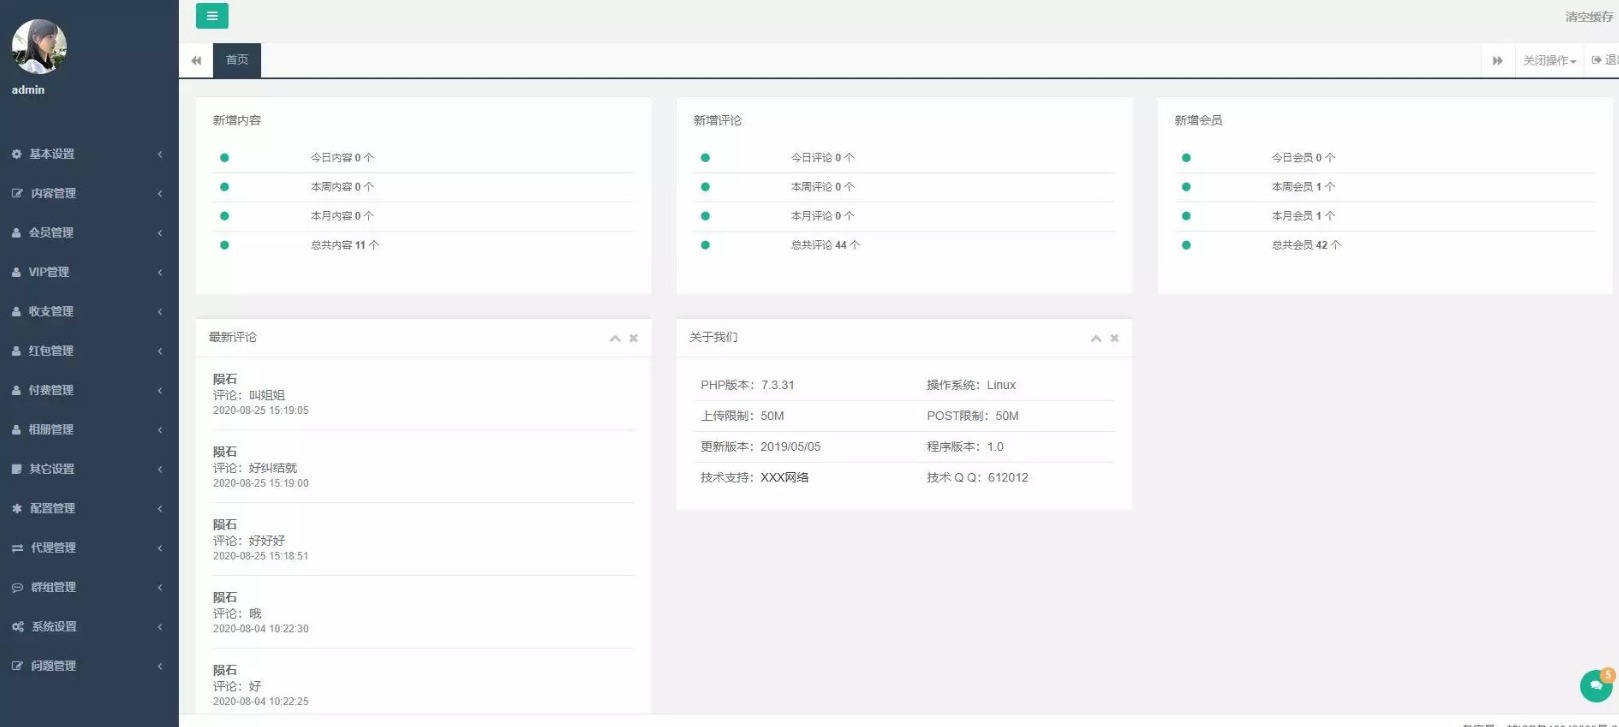 清空缓存
首页
关闭操作
admin
基本设置
内容管理
会员管理
VIP管理
收支管理
红包管理
付费管理
相册管理
其它设置
配置管理
代理管理
群组管理
系统设置
问题管理
新增内容
今日内容 0 个
本周内容 0 个
本月内容 0 个
总共内容 11 个
新增评论
今日评论 0 个
本周评论 0 个
本月评论 0 个
总共评论 44 个
新增会员
今日会员 0 个
本周会员 1 个
本月会员 1 个
总共会员 42 个
最新评论
陨石
评论：叫姐姐
2020-08-25 15:19:05
陨石
评论：好纠结就
2020-08-25 15:19:00
陨石
评论：好好好
2020-08-25 15:18:51
陨石
评论：哦
2020-08-04 10:22:30
陨石
评论：好
2020-08-04 10:22:25
关于我们
PHP版本：7.3.31 操作系统：Linux
上传限制：50M POST限制：50M
更新版本：2019/05/05 程序版本：1.0
技术支持：XXX网络 技术 Q Q：612012
5